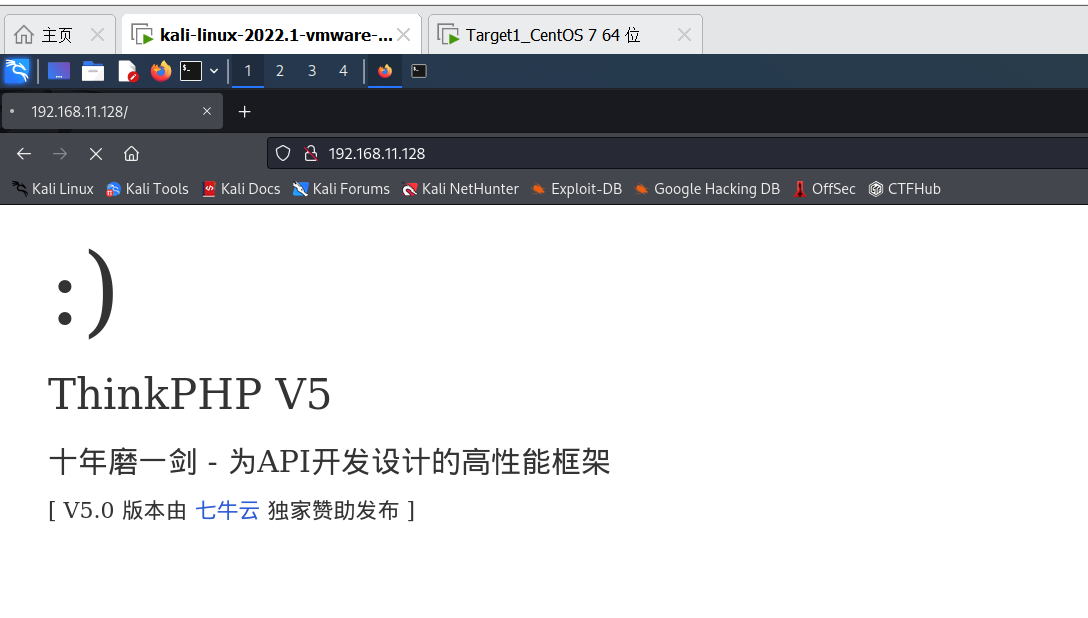 主页
kali-linux-2022.1-vmware-...
Target1_CentOS 7 64 位
1 2 3 4
192.168.11.128/
192.168.11.128
Kali Linux Kali Tools Kali Docs Kali Forums Kali NetHunter Exploit-DB Google Hacking DB OffSec CTFHub
:)
ThinkPHP V5
十年磨一剑 - 为API开发设计的高性能框架
[ V5.0 版本由 七牛云 独家赞助发布 ]